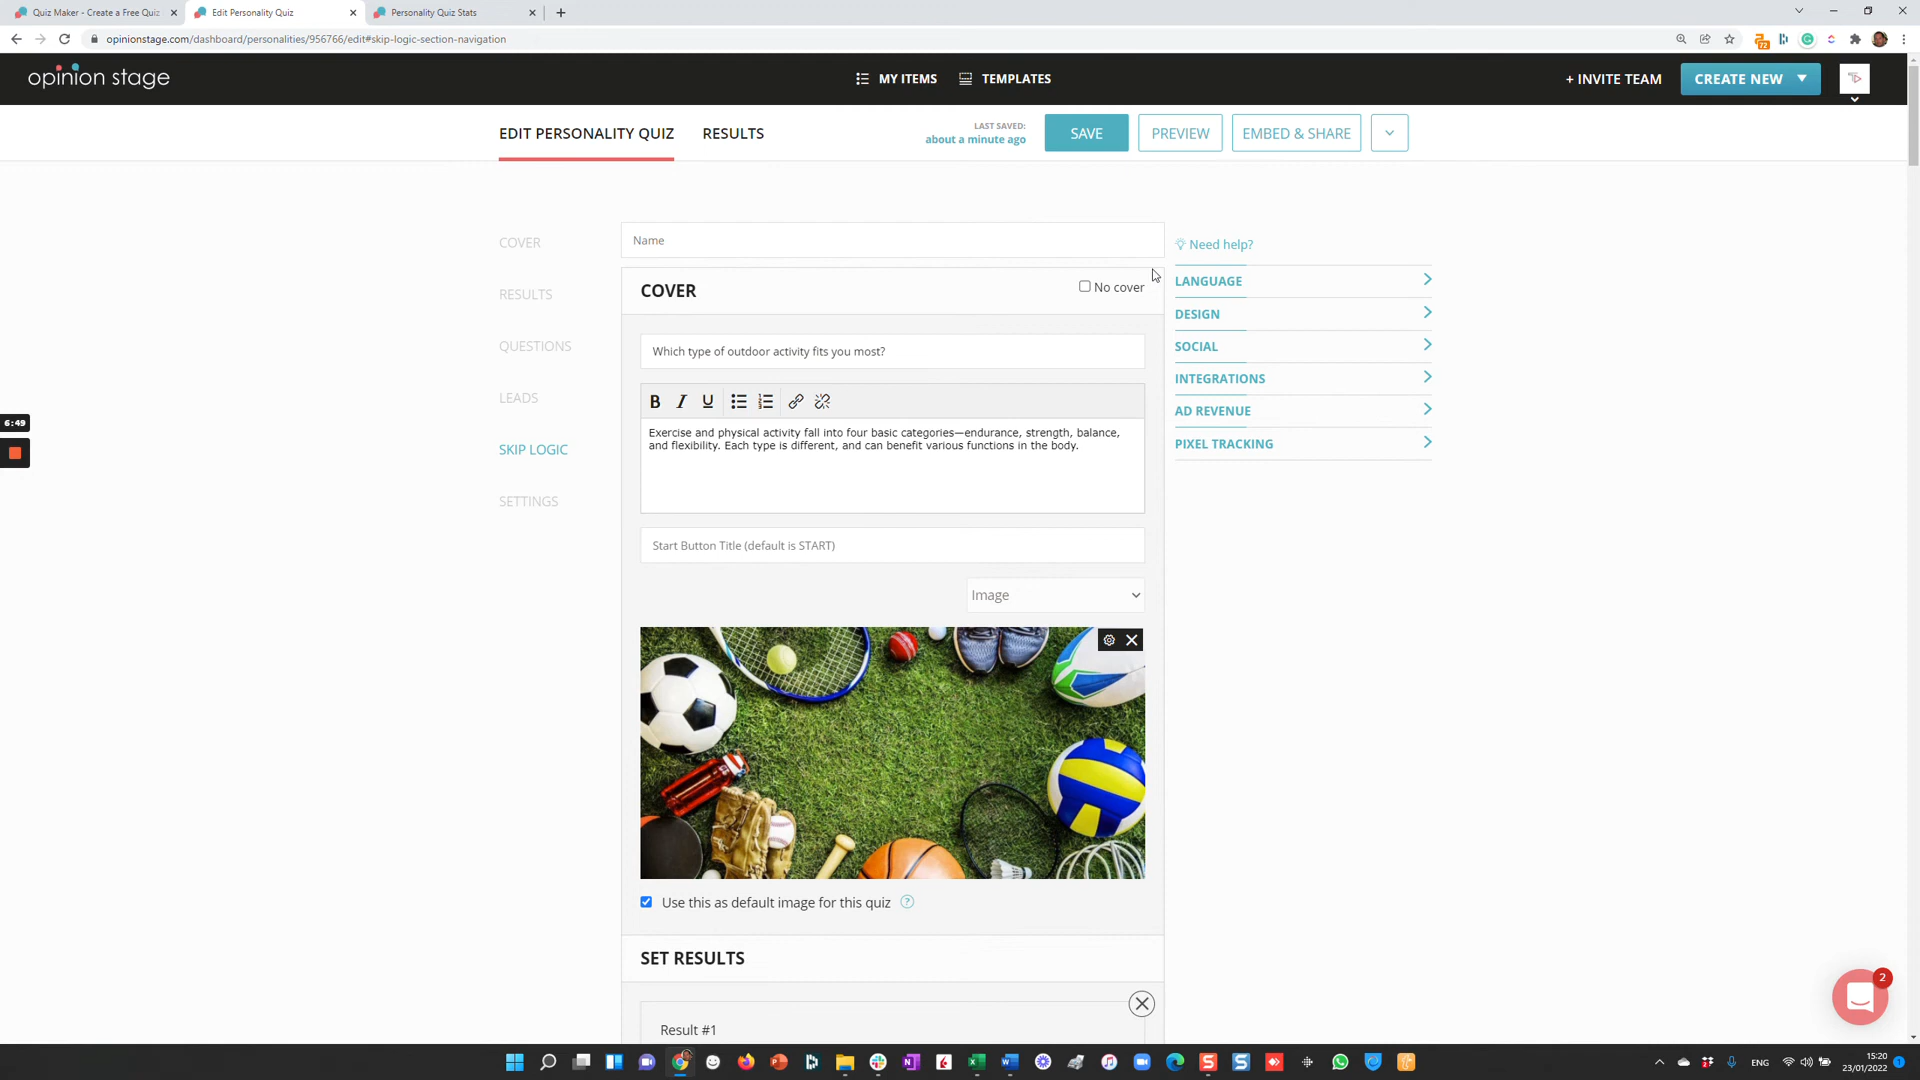 Quiz Maker - Create a Free Quiz
Edit Personality Quiz
Personality Quiz Stats
opinionstage.com/dashboard/personalities/956766/edit#skip-logic-section-navigation
72
opinion stage
MY ITEMS
TEMPLATES
+ INVITE TEAM
CREATE NEW
EDIT PERSONALITY QUIZ
RESULTS
LAST SAVED:
about a minute ago
SAVE
PREVIEW
EMBED & SHARE
COVER
RESULTS
QUESTIONS
LEADS
SKIP LOGIC
SETTINGS
6:49
Name
COVER
No cover
Which type of outdoor activity fits you most?
B I U
Exercise and physical activity fall into four basic categories—endurance, strength, balance,
and flexibility. Each type is different, and can benefit various functions in the body.
Start Button Title (default is START)
Image
Use this as default image for this quiz ?
SET RESULTS
Result #1
Need help?
LANGUAGE
DESIGN
SOCIAL
INTEGRATIONS
AD REVENUE
PIXEL TRACKING
2
ENG
15:20
23/01/2022
1